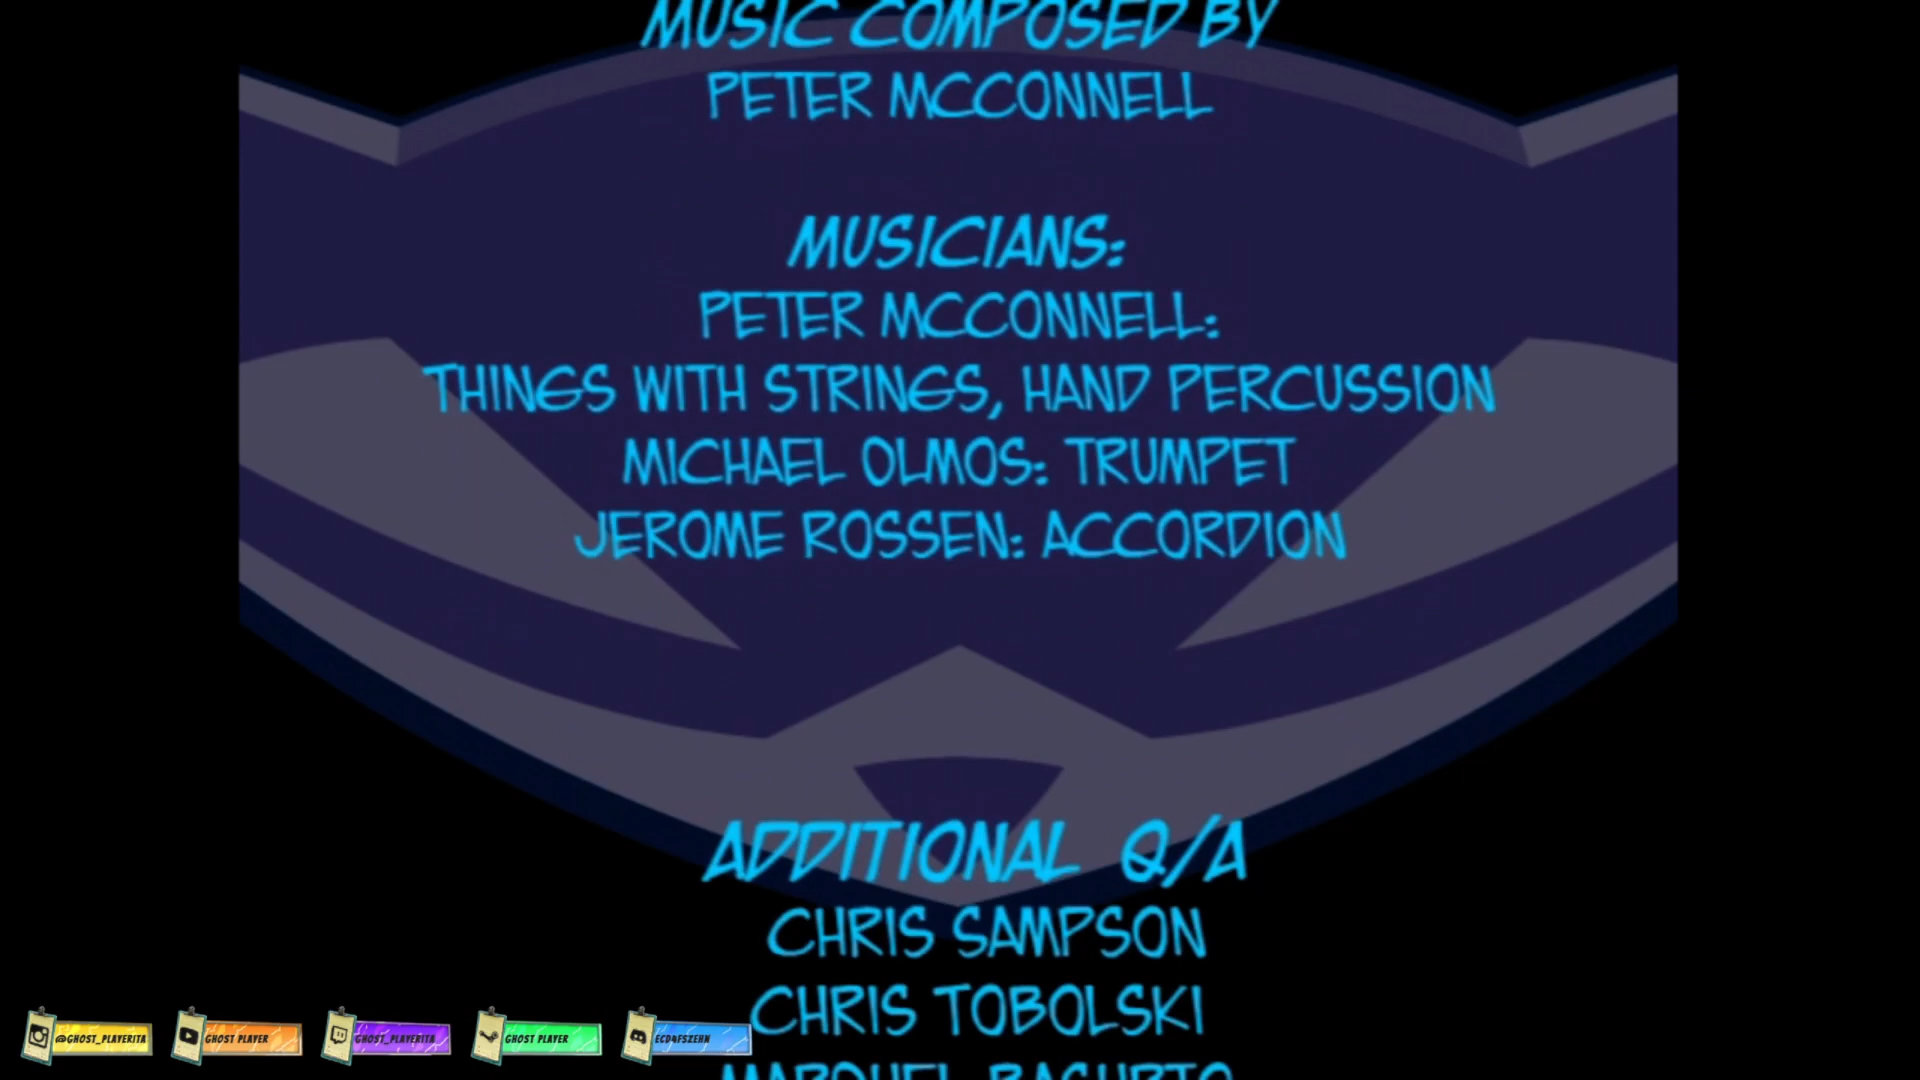 MUSIC COMPOSED BY
PETER MCCONNELL
MUSICIANS:
PETER MCCONNELL:
THINGS WITH STRINGS, HAND PERCUSSION
MICHAEL OLMOS: TRUMPET
JEROME ROSSEN: ACCORDION
ADDITIONAL Q/A
CHRIS SAMPSON
CHRIS TOBOLSKI
@GHOST_PLAYERITA
GHOST PLAYER
GHOST_PLAYERITA
GHOST PLAYER